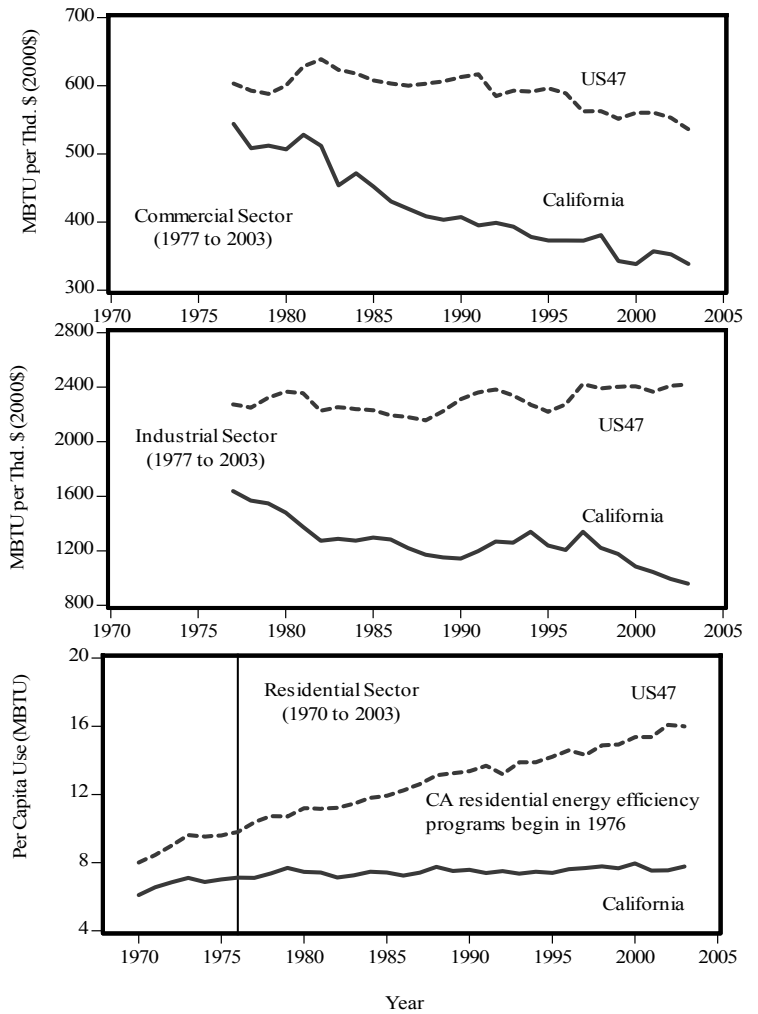 MBTU per Thd. $ (2000$)
700
600
500
400
300
US47
California
Commercial Sector
(1977 to 2003)
1970 1975 1980 1985 1990 1995 2000 2005
MBTU per Thd. $ (2000$)
2800
2400
2000
1600
1200
800
US47
Industrial Sector
(1977 to 2003)
California
1970 1975 1980 1985 1990 1995 2000 2005
Per Capita Use (MBTU)
20
16
12
8
4
Residential Sector
(1970 to 2003)
US47
CA residential energy efficiency
programs begin in 1976
California
1970 1975 1980 1985 1990 1995 2000 2005
Year